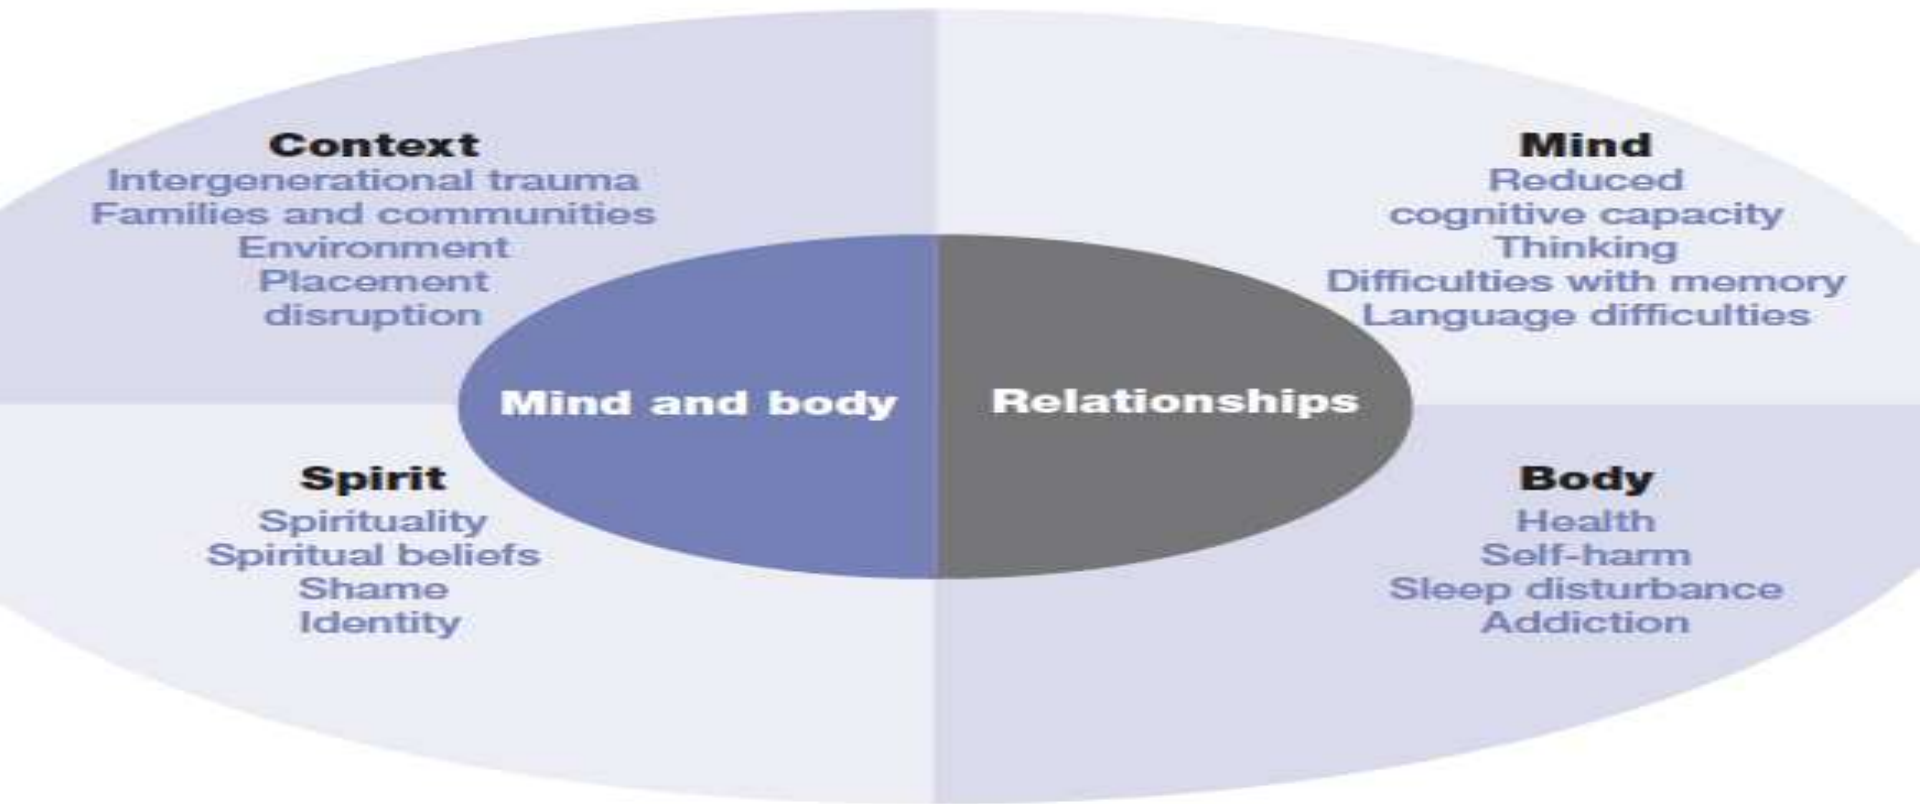 Context
Intergenerational trauma
Families and communities
Environment
Placement
disruption
Mind
Reduced
cognitive capacity
Thinking
Difficulties with memory
Language difficulties
Mind and body
Relationships
Spirit
Spirituality
Spiritual beliefs
Shame
Identity
Body
Health
Self-harm
Sleep disturbance
Addiction